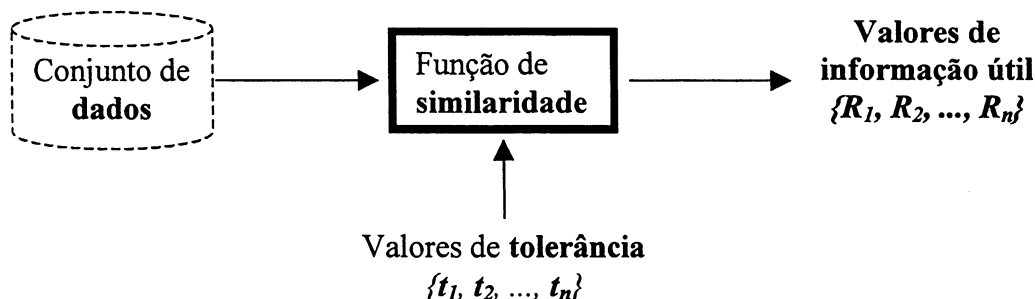 Conjunto de
dados
Função de
similaridade
Valores de
informação útil
{R1, R2, ..., Rn}
Valores de tolerância
{t1, t2, ..., tn}